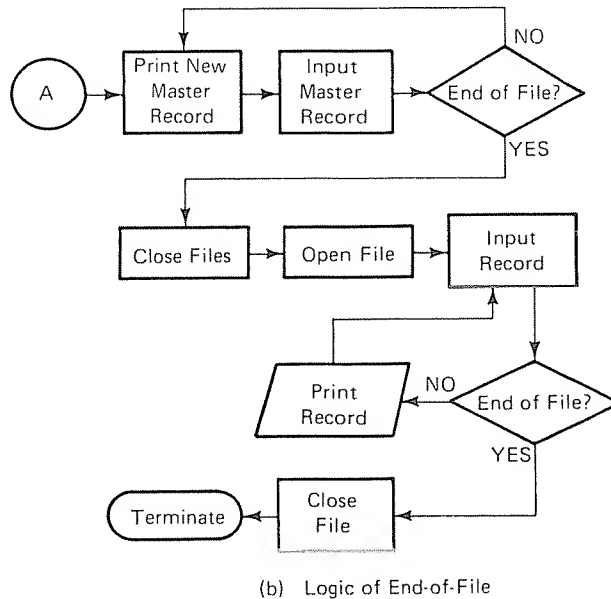 NO
A
Print New
Master
Record
Input
Master
Record
End of File?
YES
Close Files
Open File
Input
Record
Print
Record
NO
End of File?
YES
Terminate
Close
File
(b) Logic of End-of-File